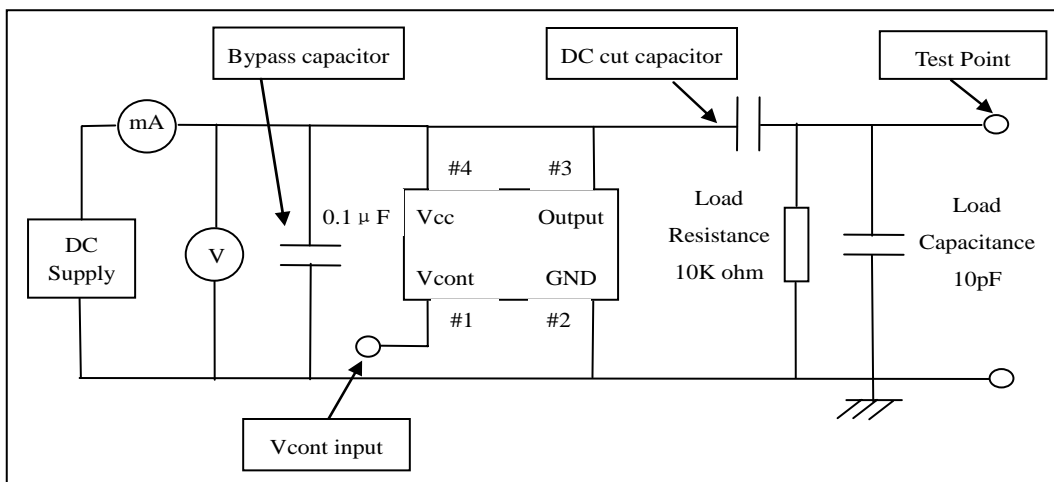 Bypass capacitor
DC cut capacitor
Test Point
mA
#4
#3
DC
Supply
V
0.1μF
Vcc
Output
Vcont
GND
Load
Resistance
10K ohm
Load
Capacitance
10pF
#1
#2
Vcont input